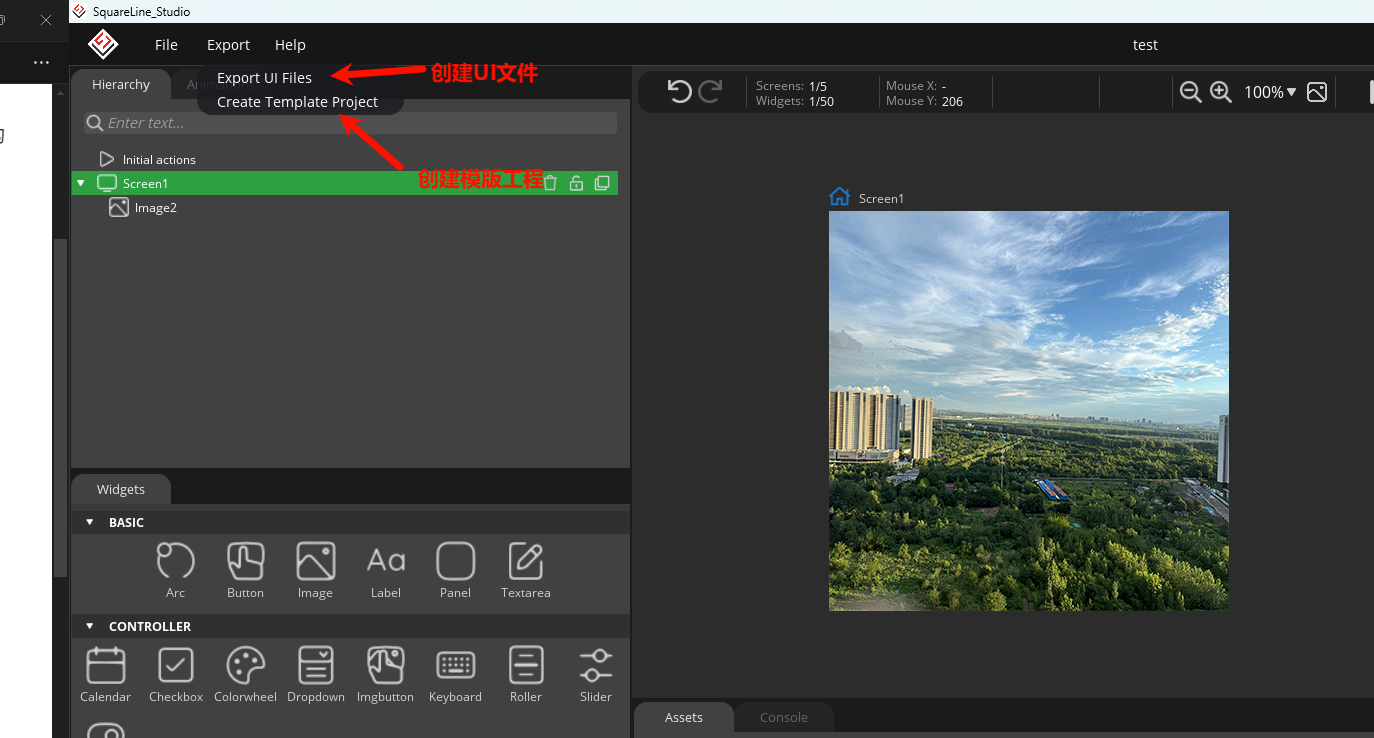 SquareLine_Studio
File Export Help
test
Export UI Files
创建UI文件
Create Template Project
Hierarchy
Enter text...
Initial actions
Screen1
创建模版工程
Image2
Screens: 1/5
Widgets: 1/50
Mouse X: -
Mouse Y: 206
100%
Screen1
Widgets
BASIC
Arc Button Image Label Panel Textarea
CONTROLLER
Calendar Checkbox Colorwheel Dropdown Imgbutton Keyboard Roller Slider
Assets Console